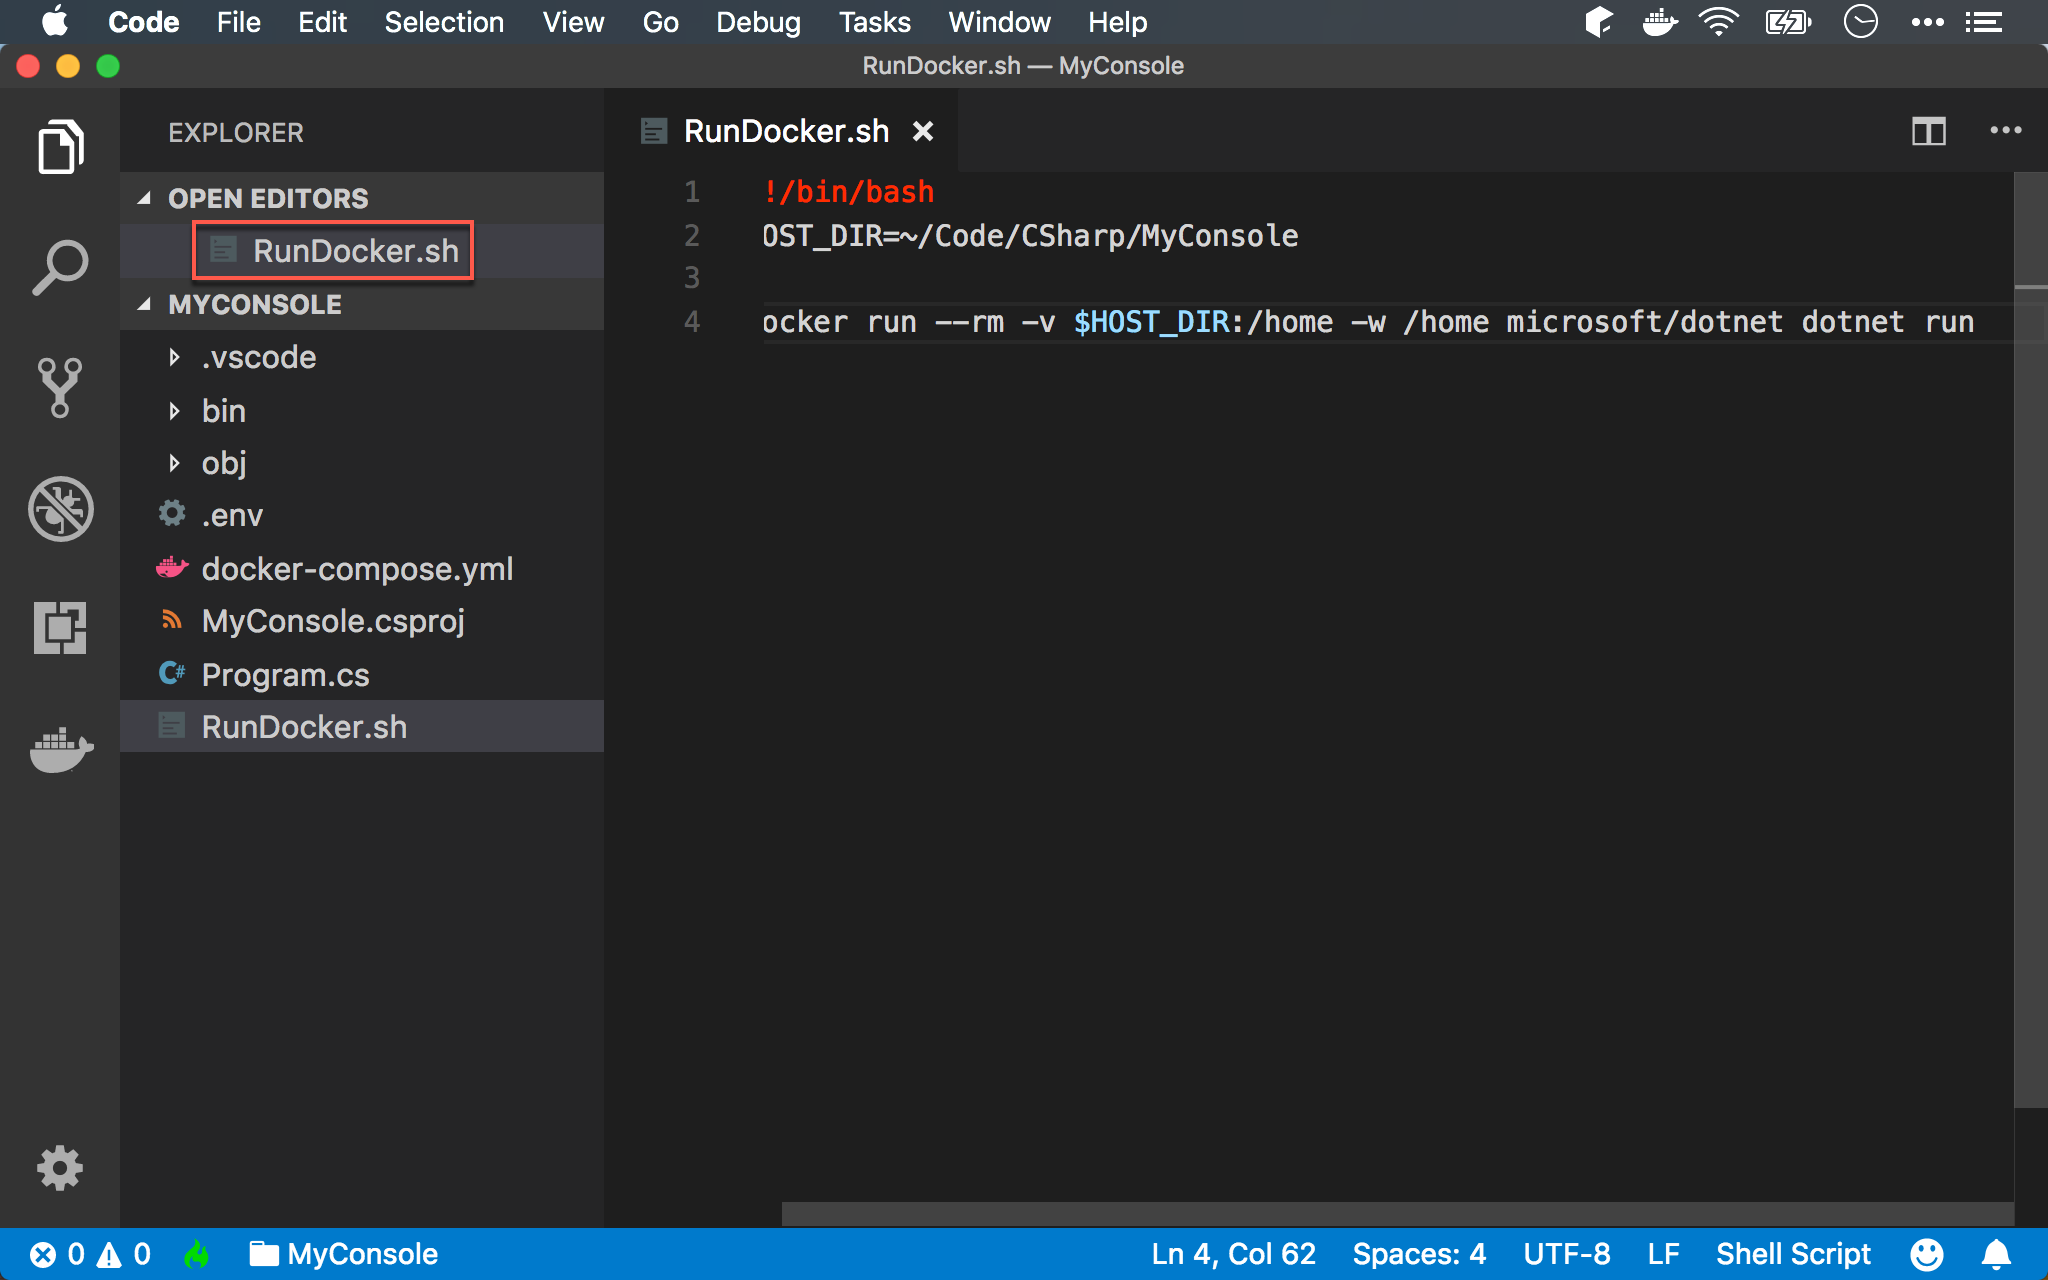 Code File Edit Selection View Go Debug Tasks Window Help
RunDocker.sh — MyConsole
EXPLORER
OPEN EDITORS
RunDocker.sh
MYCONSOLE
.vscode
bin
obj
.env
docker-compose.yml
MyConsole.csproj
C# Program.cs
RunDocker.sh
RunDocker.sh
1 !/bin/bash
2 OST_DIR=~/Code/CSharp/MyConsole
3
4 ocker run --rm -v $HOST_DIR:/home -w /home microsoft/dotnet dotnet run
0 0 MyConsole Ln 4, Col 62 Spaces: 4 UTF-8 LF Shell Script